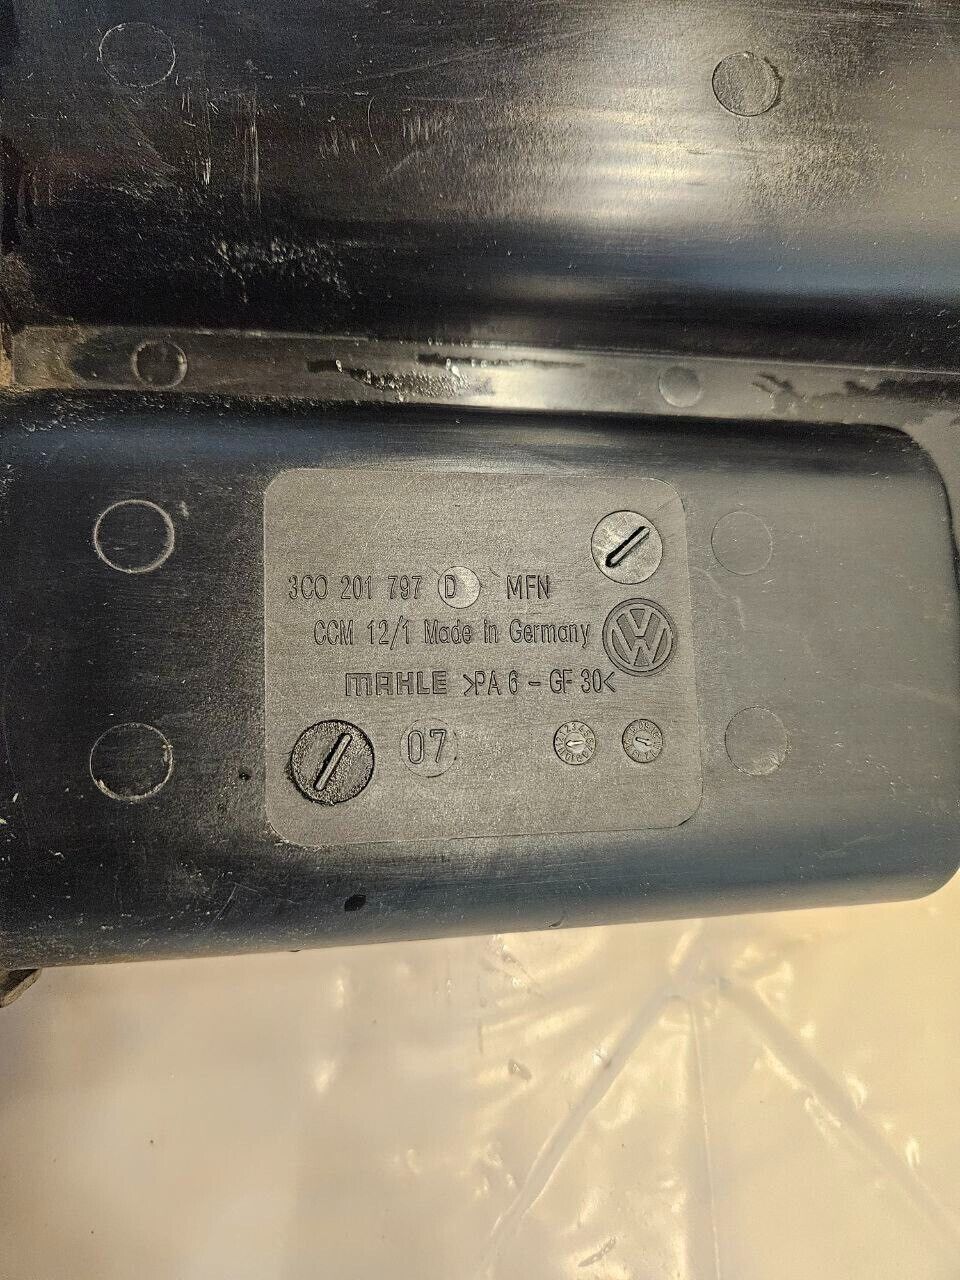 3C0 201 797 D MFN
CCM 12/1 Made in Germany
MAHLE >PA 6 - GF 30<
07